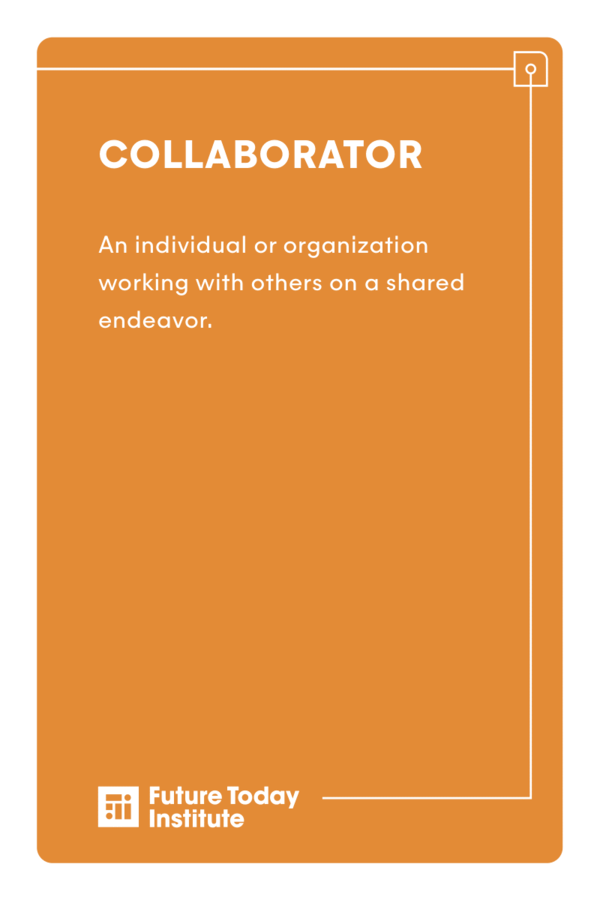 COLLABORATOR
An individual or organization
working with others on a shared
endeavor.
Future Today
Institute